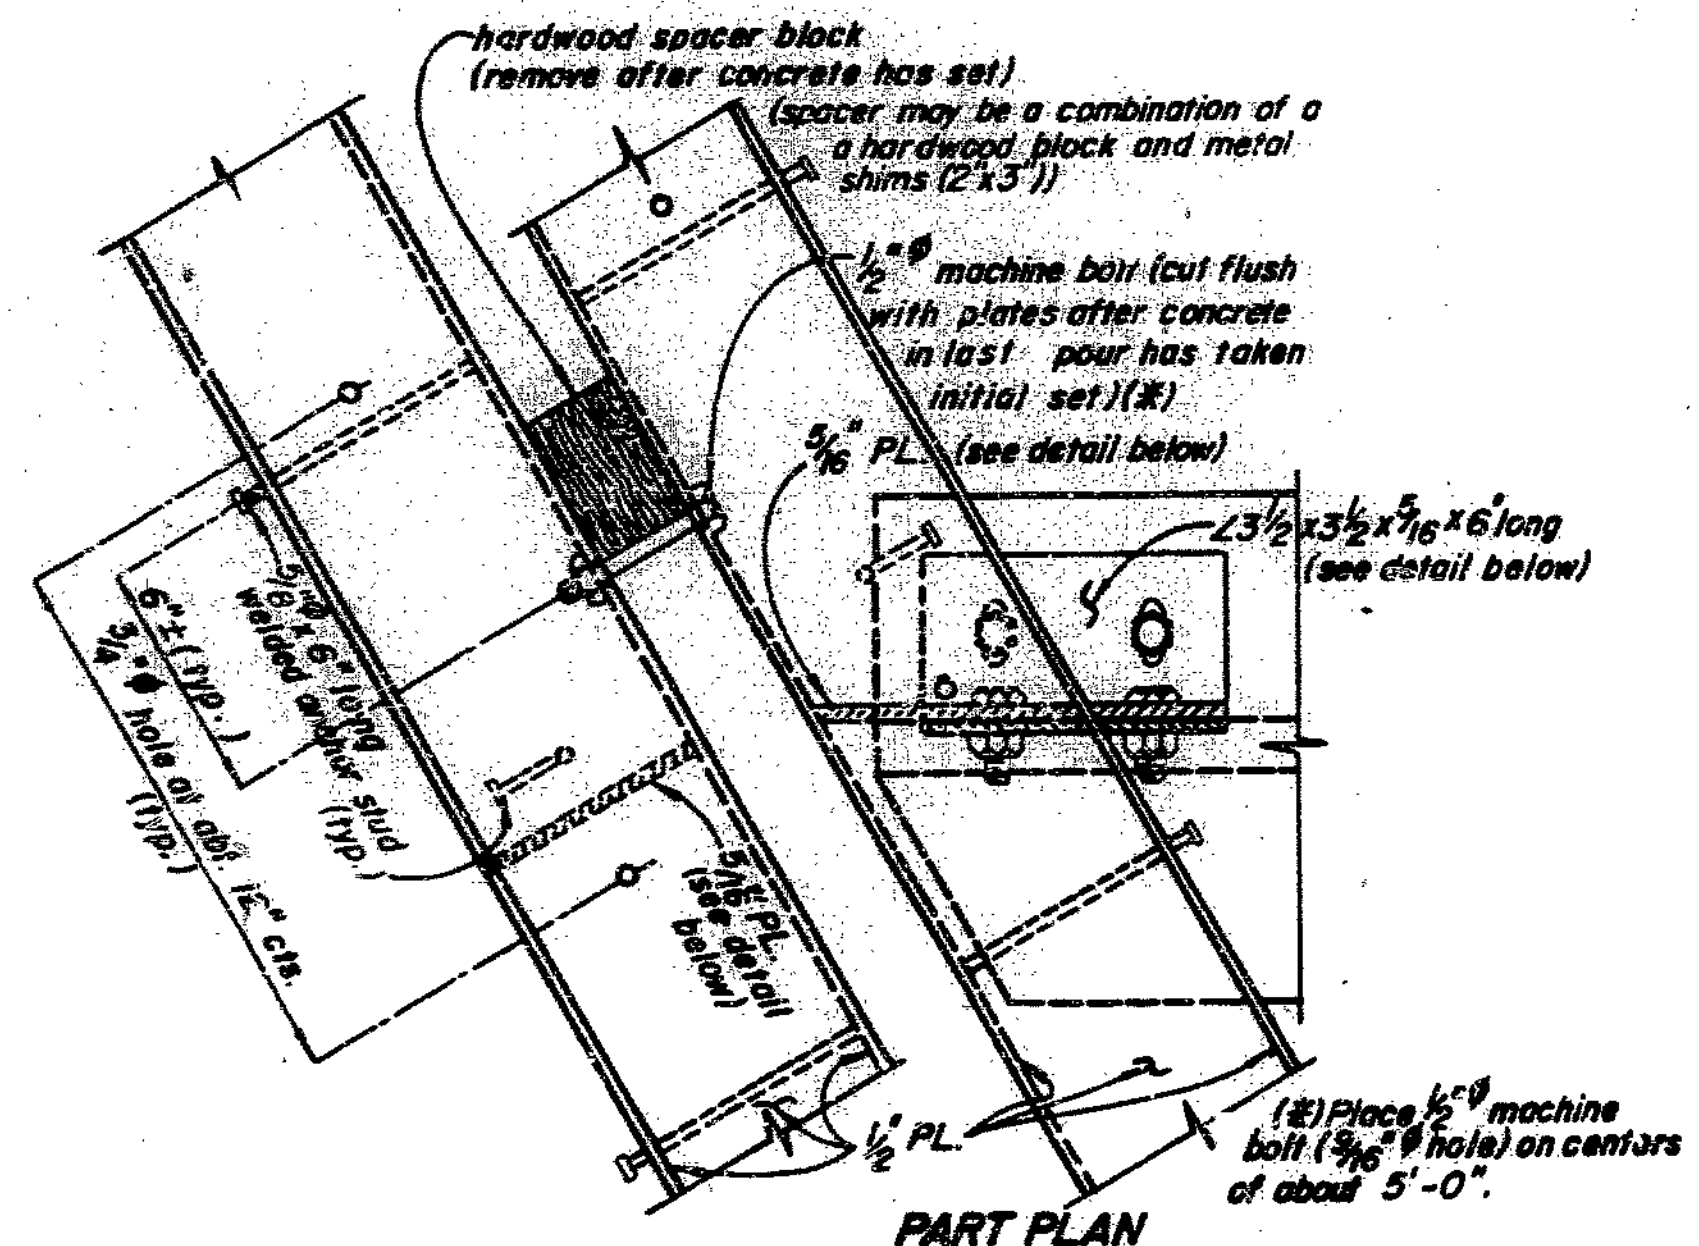 hardwood spacer block
(remove after concrete has set)
(spacer may be a combination of a
a hardwood block and metal
shims (2"x3"))
1/2"Ø machine bolt (cut flush
with plates after concrete
in last pour has taken
initial set)(#)
5/16" PL. (see detail below)
∠3 1/2 x 3 1/2 x 5/16 x 6" long
(see detail below)
5/8"Ø x 6" long
welded anchor stud
(typ.)
6"± (typ.)
3/4"Ø hole at abt. 12" cts.
(typ.)
5/16" PL.
(see detail
below)
1/2" PL.
(#) Place 1/2"Ø machine
bolt (9/16"Ø hole) on centers
of about 5'-0".
PART PLAN